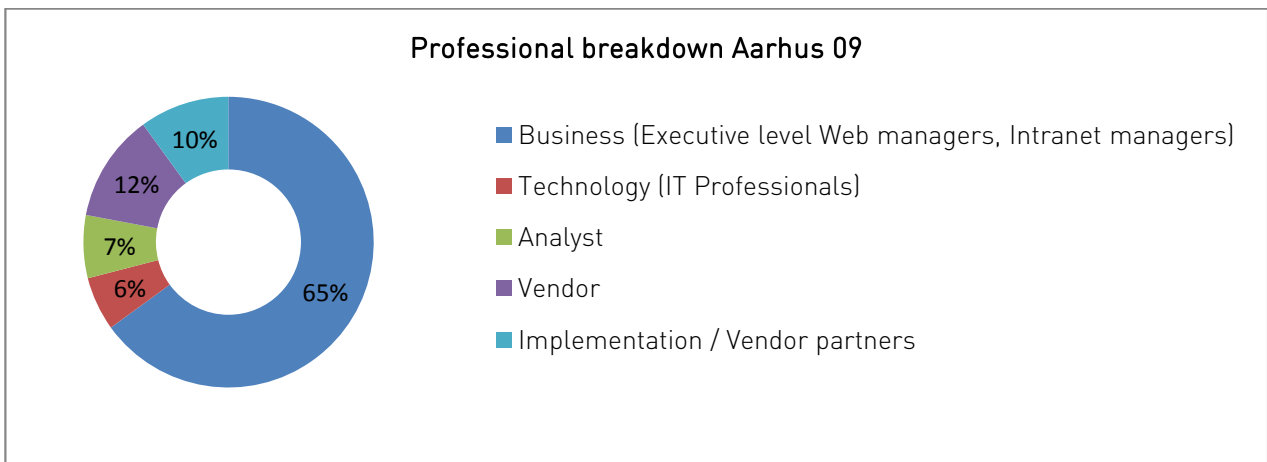 Professional breakdown Aarhus 09
10%
12%
7%
6%
65%
Business (Executive level Web managers, Intranet managers)
Technology (IT Professionals)
Analyst
Vendor
Implementation / Vendor partners